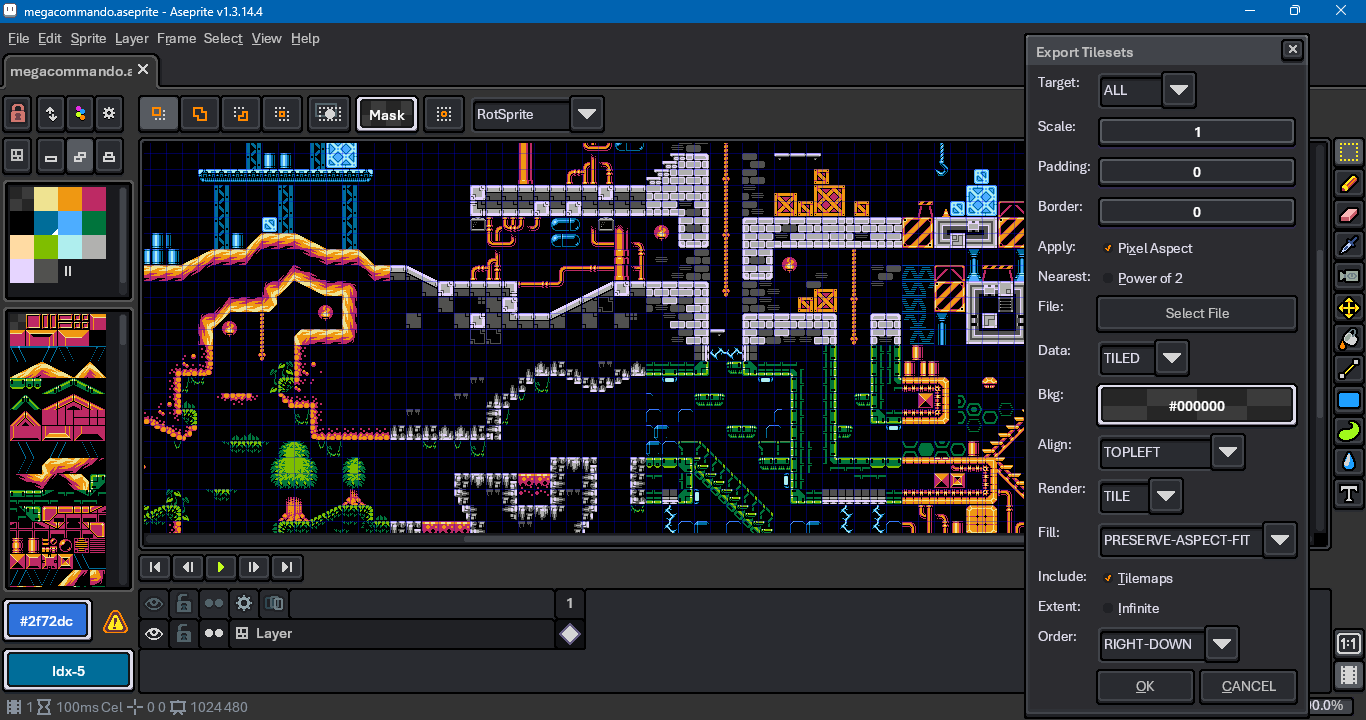 megacommando.aseprite - Aseprite v1.3.14.4
File Edit Sprite Layer Frame Select View Help
megacommando.a
Mask
RotSprite
Export Tilesets
Target: ALL
Scale: 1
Padding: 0
Border: 0
Apply: Pixel Aspect
Nearest: Power of 2
File: Select File
Data: TILED
Bkg: #000000
Align: TOPLEFT
Render: TILE
Fill: PRESERVE-ASPECT-FIT
Include: Tilemaps
Extent: Infinite
Order: RIGHT-DOWN
OK CANCEL
1
Layer
#2f72dc
Idx-5
1:1
1 100ms Cel 0 0 1024 480